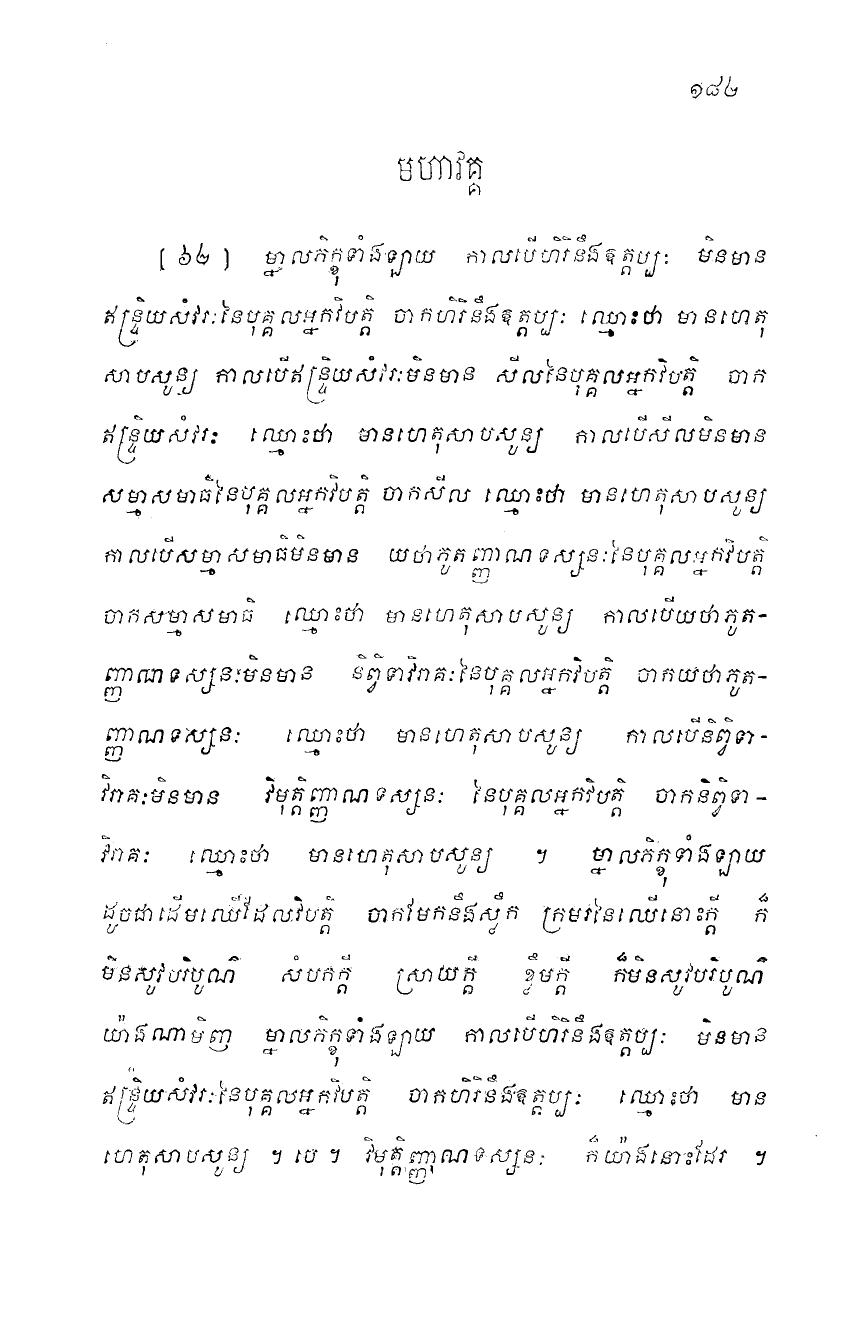 ១៨៤
មហាវគ្គ
[ ៦៤ ] ម្នាលភិក្ខុទាំងឡាយ កាលបើហិរិនឹងឱត្តប្បៈ មិនមាន
ឥន្ទ្រិយសំវរៈនៃបុគ្គលអ្នកវិបត្តិ ចាកហិរិនឹងឱត្តប្បៈ ឈ្មោះថា មានហេតុ
សាបសូន្យ កាលបើឥន្ទ្រិយសំវរៈមិនមាន សីលនៃបុគ្គលអ្នកវិបត្តិ ចាក
ឥន្ទ្រិយសំវរៈ ឈ្មោះថា មានហេតុសាបសូន្យ កាលបើសីលមិនមាន
សម្មាសមាធិនៃបុគ្គលអ្នកវិបត្តិ ចាកសីល ឈ្មោះថា មានហេតុសាបសូន្យ
កាលបើសម្មាសមាធិមិនមាន យថាភូតញ្ញាណទស្សនៈនៃបុគ្គលអ្នកវិបត្តិ
ចាកសម្មាសមាធិ ឈ្មោះថា មានហេតុសាបសូន្យ កាលបើយថាភូត-
ញ្ញាណទស្សនៈមិនមាន និព្វិទាវិរាគៈនៃបុគ្គលអ្នកវិបត្តិ ចាកយថាភូត-
ញ្ញាណទស្សនៈ ឈ្មោះថា មានហេតុសាបសូន្យ កាលបើនិព្វិទា-
វិរាគៈមិនមាន វិមុត្តិញ្ញាណទស្សនៈ នៃបុគ្គលអ្នកវិបត្តិ ចាកនិព្វិទា-
វិរាគៈ ឈ្មោះថា មានហេតុសាបសូន្យ ។ ម្នាលភិក្ខុទាំងឡាយ
ដូចជាដើមឈើដែលវិបត្តិ ចាកមែកនឹងស្លឹក ក្រមរនៃឈើនោះក្តី ក៏
មិនសូវបរិបូណ៌ សំបកក្តី ស្រាយក្តី ខ្លឹមក្តី ក៏មិនសូវបរិបូណ៌
យ៉ាងណាមិញ ម្នាលភិក្ខុទាំងឡាយ កាលបើហិរិនឹងឱត្តប្បៈ មិនមាន
ឥន្ទ្រិយសំវរៈនៃបុគ្គលអ្នកវិបត្តិ ចាកហិរិនឹងឱត្តប្បៈ ឈ្មោះថា មាន
ហេតុសាបសូន្យ ។ បេ ។ វិមុត្តិញ្ញាណទស្សនៈ ក៏យ៉ាងនោះដែរ ។